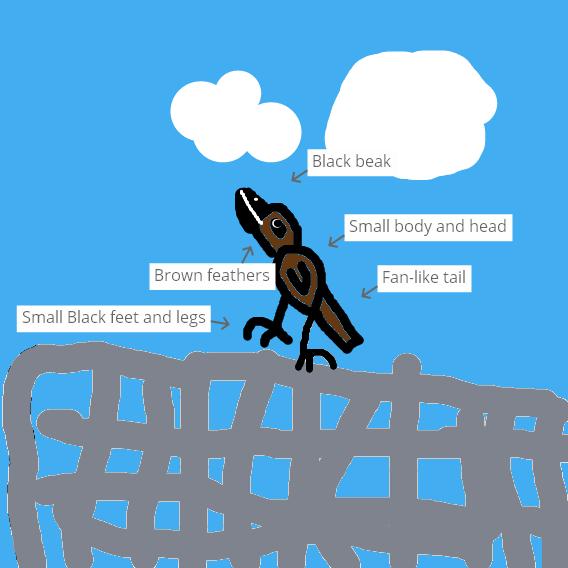 Black beak
Small body and head
Brown feathers
Fan-like tail
Small Black feet and legs